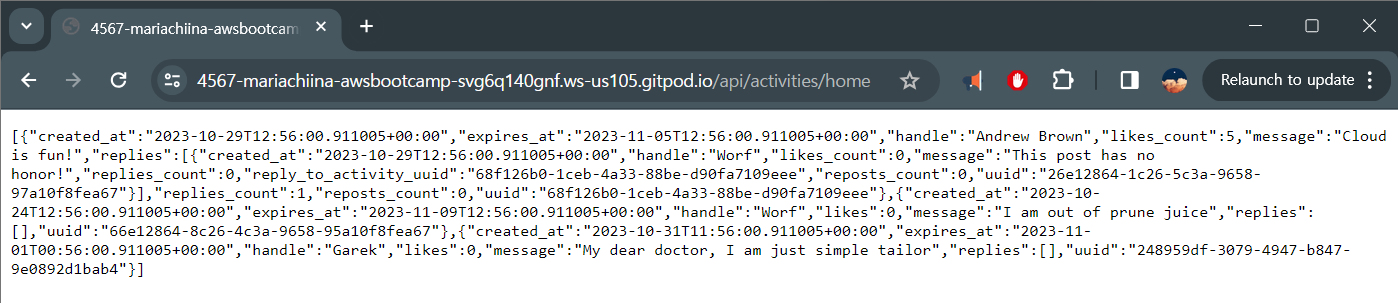 4567-mariachiina-awsbootcam
4567-mariachiina-awsbootcamp-svg6q140gnf.ws-us105.gitpod.io/api/activities/home
Relaunch to update
[{"created_at":"2023-10-29T12:56:00.911005+00:00","expires_at":"2023-11-05T12:56:00.911005+00:00","handle":"Andrew Brown","likes_count":5,"message":"Cloud
is fun!","replies":[{"created_at":"2023-10-29T12:56:00.911005+00:00","handle":"Worf","likes_count":0,"message":"This post has no
honor!","replies_count":0,"reply_to_activity_uuid":"68f126b0-1ceb-4a33-88be-d90fa7109eee","reposts_count":0,"uuid":"26e12864-1c26-5c3a-9658-
97a10f8fea67"}],"replies_count":1,"reposts_count":0,"uuid":"68f126b0-1ceb-4a33-88be-d90fa7109eee"},{"created_at":"2023-10-
24T12:56:00.911005+00:00","expires_at":"2023-11-09T12:56:00.911005+00:00","handle":"Worf","likes":0,"message":"I am out of prune juice","replies":
[],"uuid":"66e12864-8c26-4c3a-9658-95a10f8fea67"},{"created_at":"2023-10-31T11:56:00.911005+00:00","expires_at":"2023-11-
01T00:56:00.911005+00:00","handle":"Garek","likes":0,"message":"My dear doctor, I am just simple tailor","replies":[],"uuid":"248959df-3079-4947-b847-
9e0892d1bab4"}]